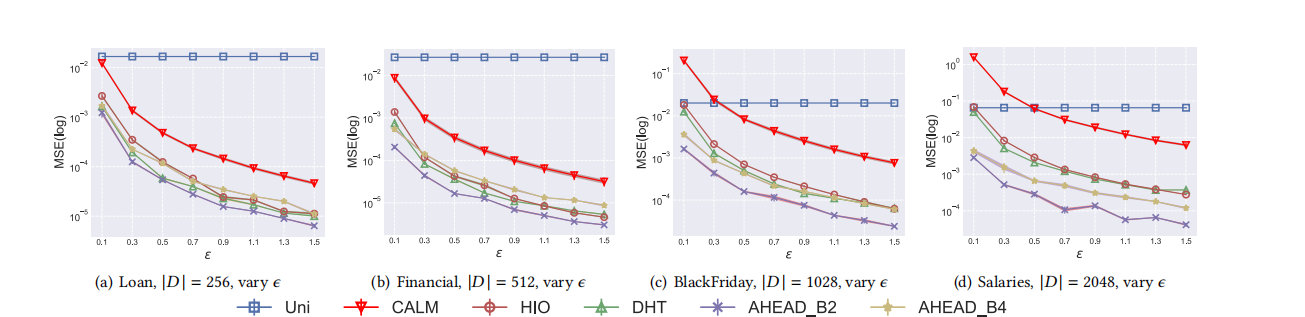 MSE(log)
10⁻²
10⁻³
10⁻⁴
10⁻⁵
0.1 0.3 0.5 0.7 0.9 1.1 1.3 1.5
ε
(a) Loan, |D| = 256, vary ϵ
MSE(log)
10⁻²
10⁻³
10⁻⁴
10⁻⁵
0.1 0.3 0.5 0.7 0.9 1.1 1.3 1.5
ε
(b) Financial, |D| = 512, vary ϵ
MSE(log)
10⁻¹
10⁻²
10⁻³
10⁻⁴
0.1 0.3 0.5 0.7 0.9 1.1 1.3 1.5
ε
(c) BlackFriday, |D| = 1028, vary ϵ
MSE(log)
10⁰
10⁻¹
10⁻²
10⁻³
10⁻⁴
0.1 0.3 0.5 0.7 0.9 1.1 1.3 1.5
ε
(d) Salaries, |D| = 2048, vary ϵ
Uni CALM HIO DHT AHEAD_B2 AHEAD_B4